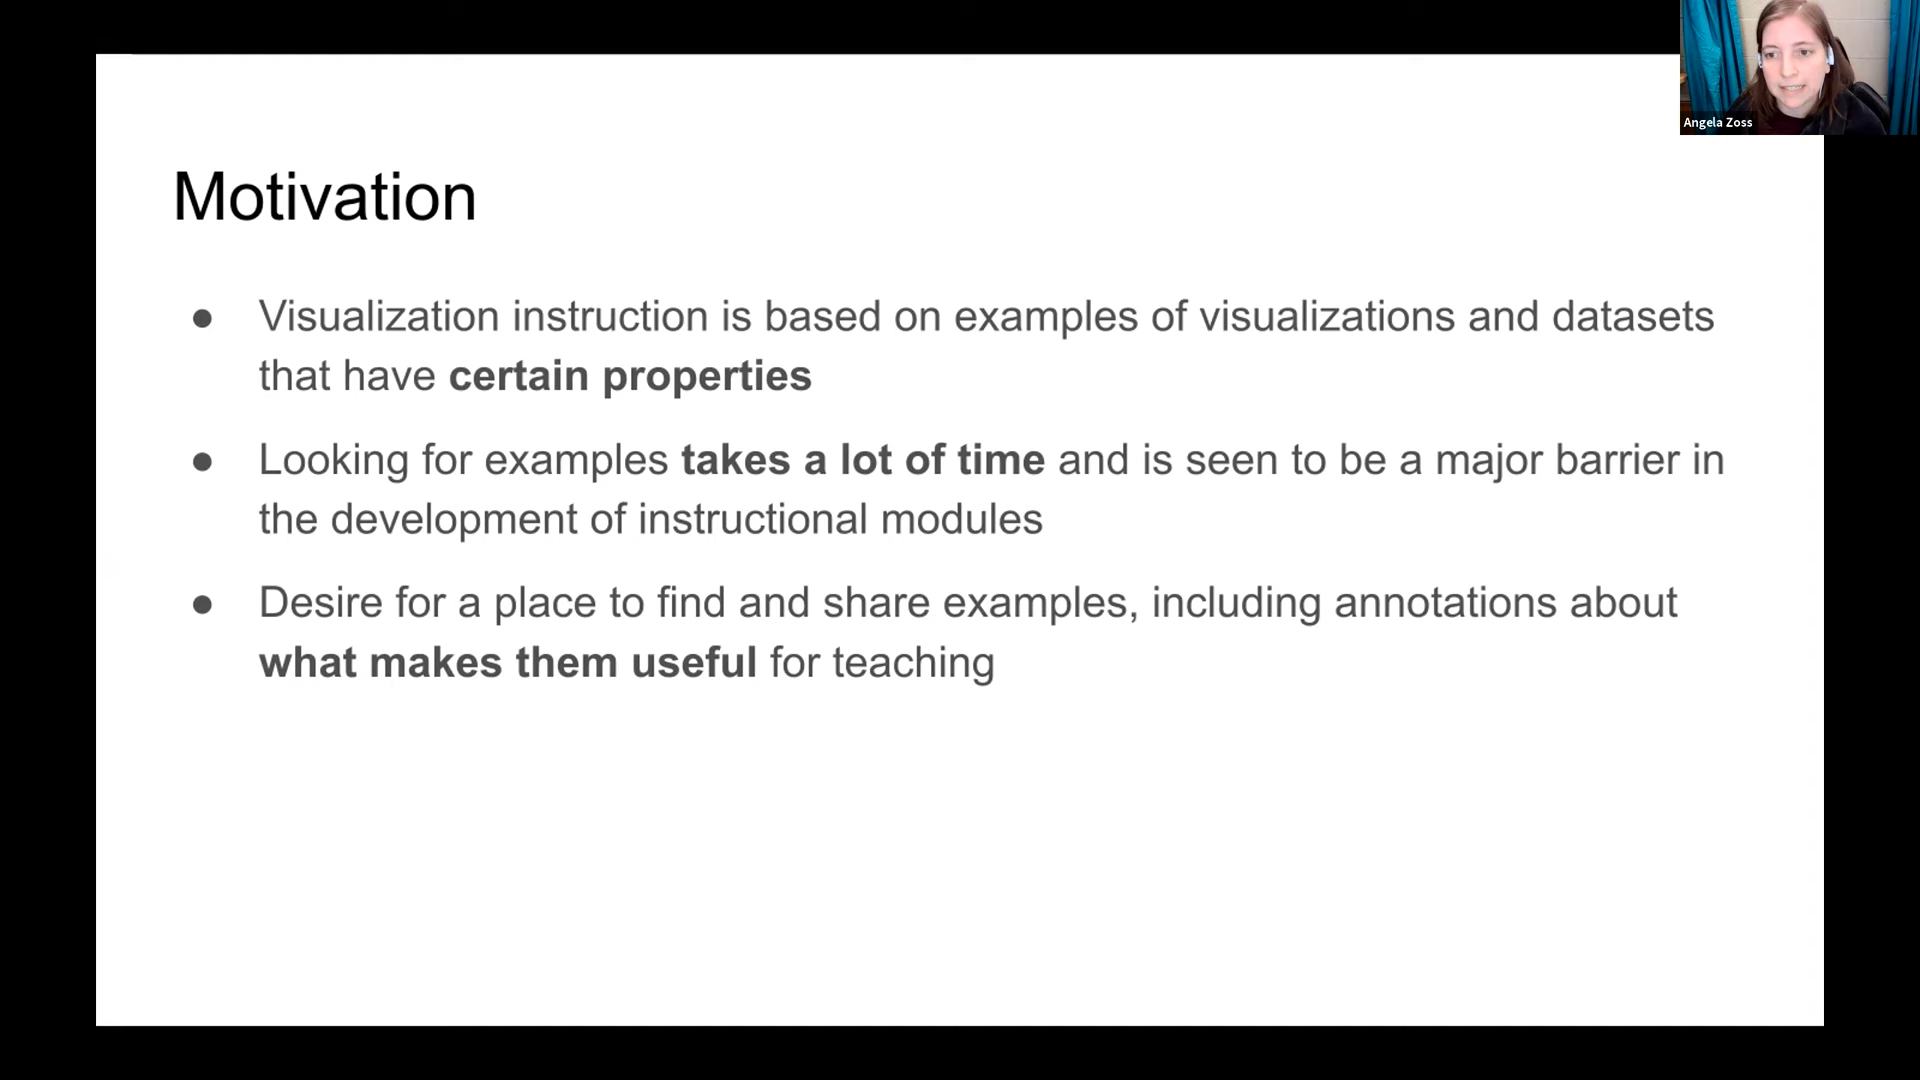 Angela Zoss
Motivation
● Visualization instruction is based on examples of visualizations and datasets
that have certain properties
● Looking for examples takes a lot of time and is seen to be a major barrier in
the development of instructional modules
● Desire for a place to find and share examples, including annotations about
what makes them useful for teaching